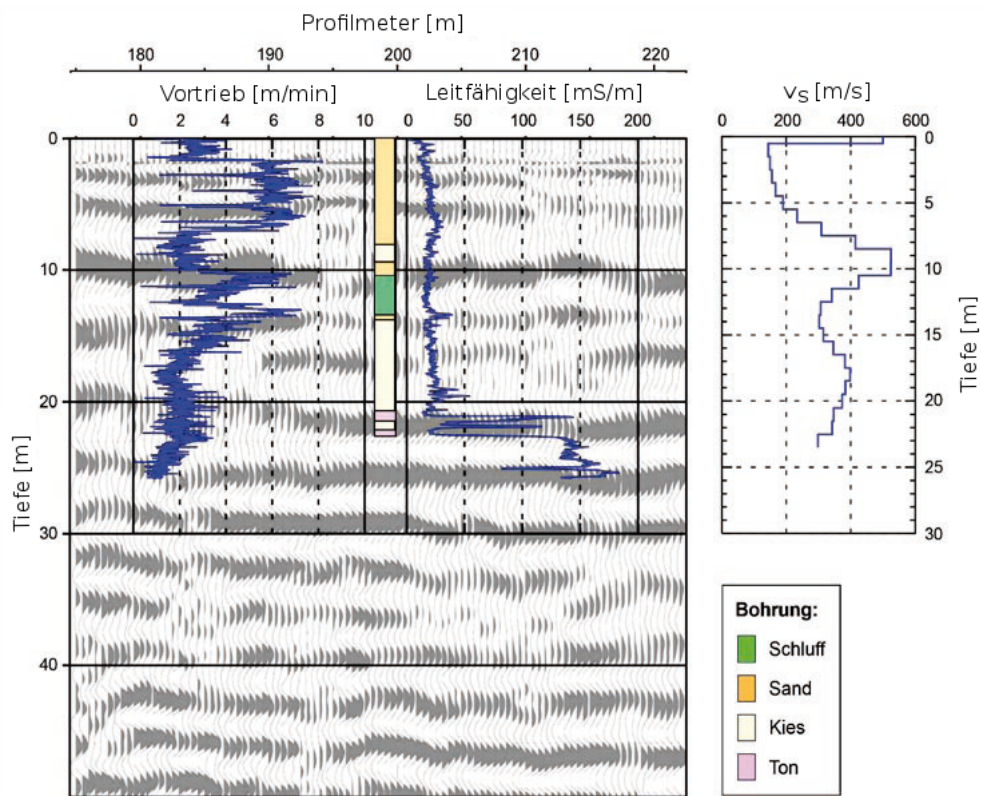 Profilmeter [m]
180 190 200 210 220
Vortrieb [m/min] Leitfähigkeit [mS/m] vS [m/s]
0 2 4 6 8 10 0 50 100 150 200 0 200 400 600
0 0
5
10 10
15
20 20
25
30 30
40
Tiefe [m] Tiefe [m]
Bohrung:
Schluff
Sand
Kies
Ton